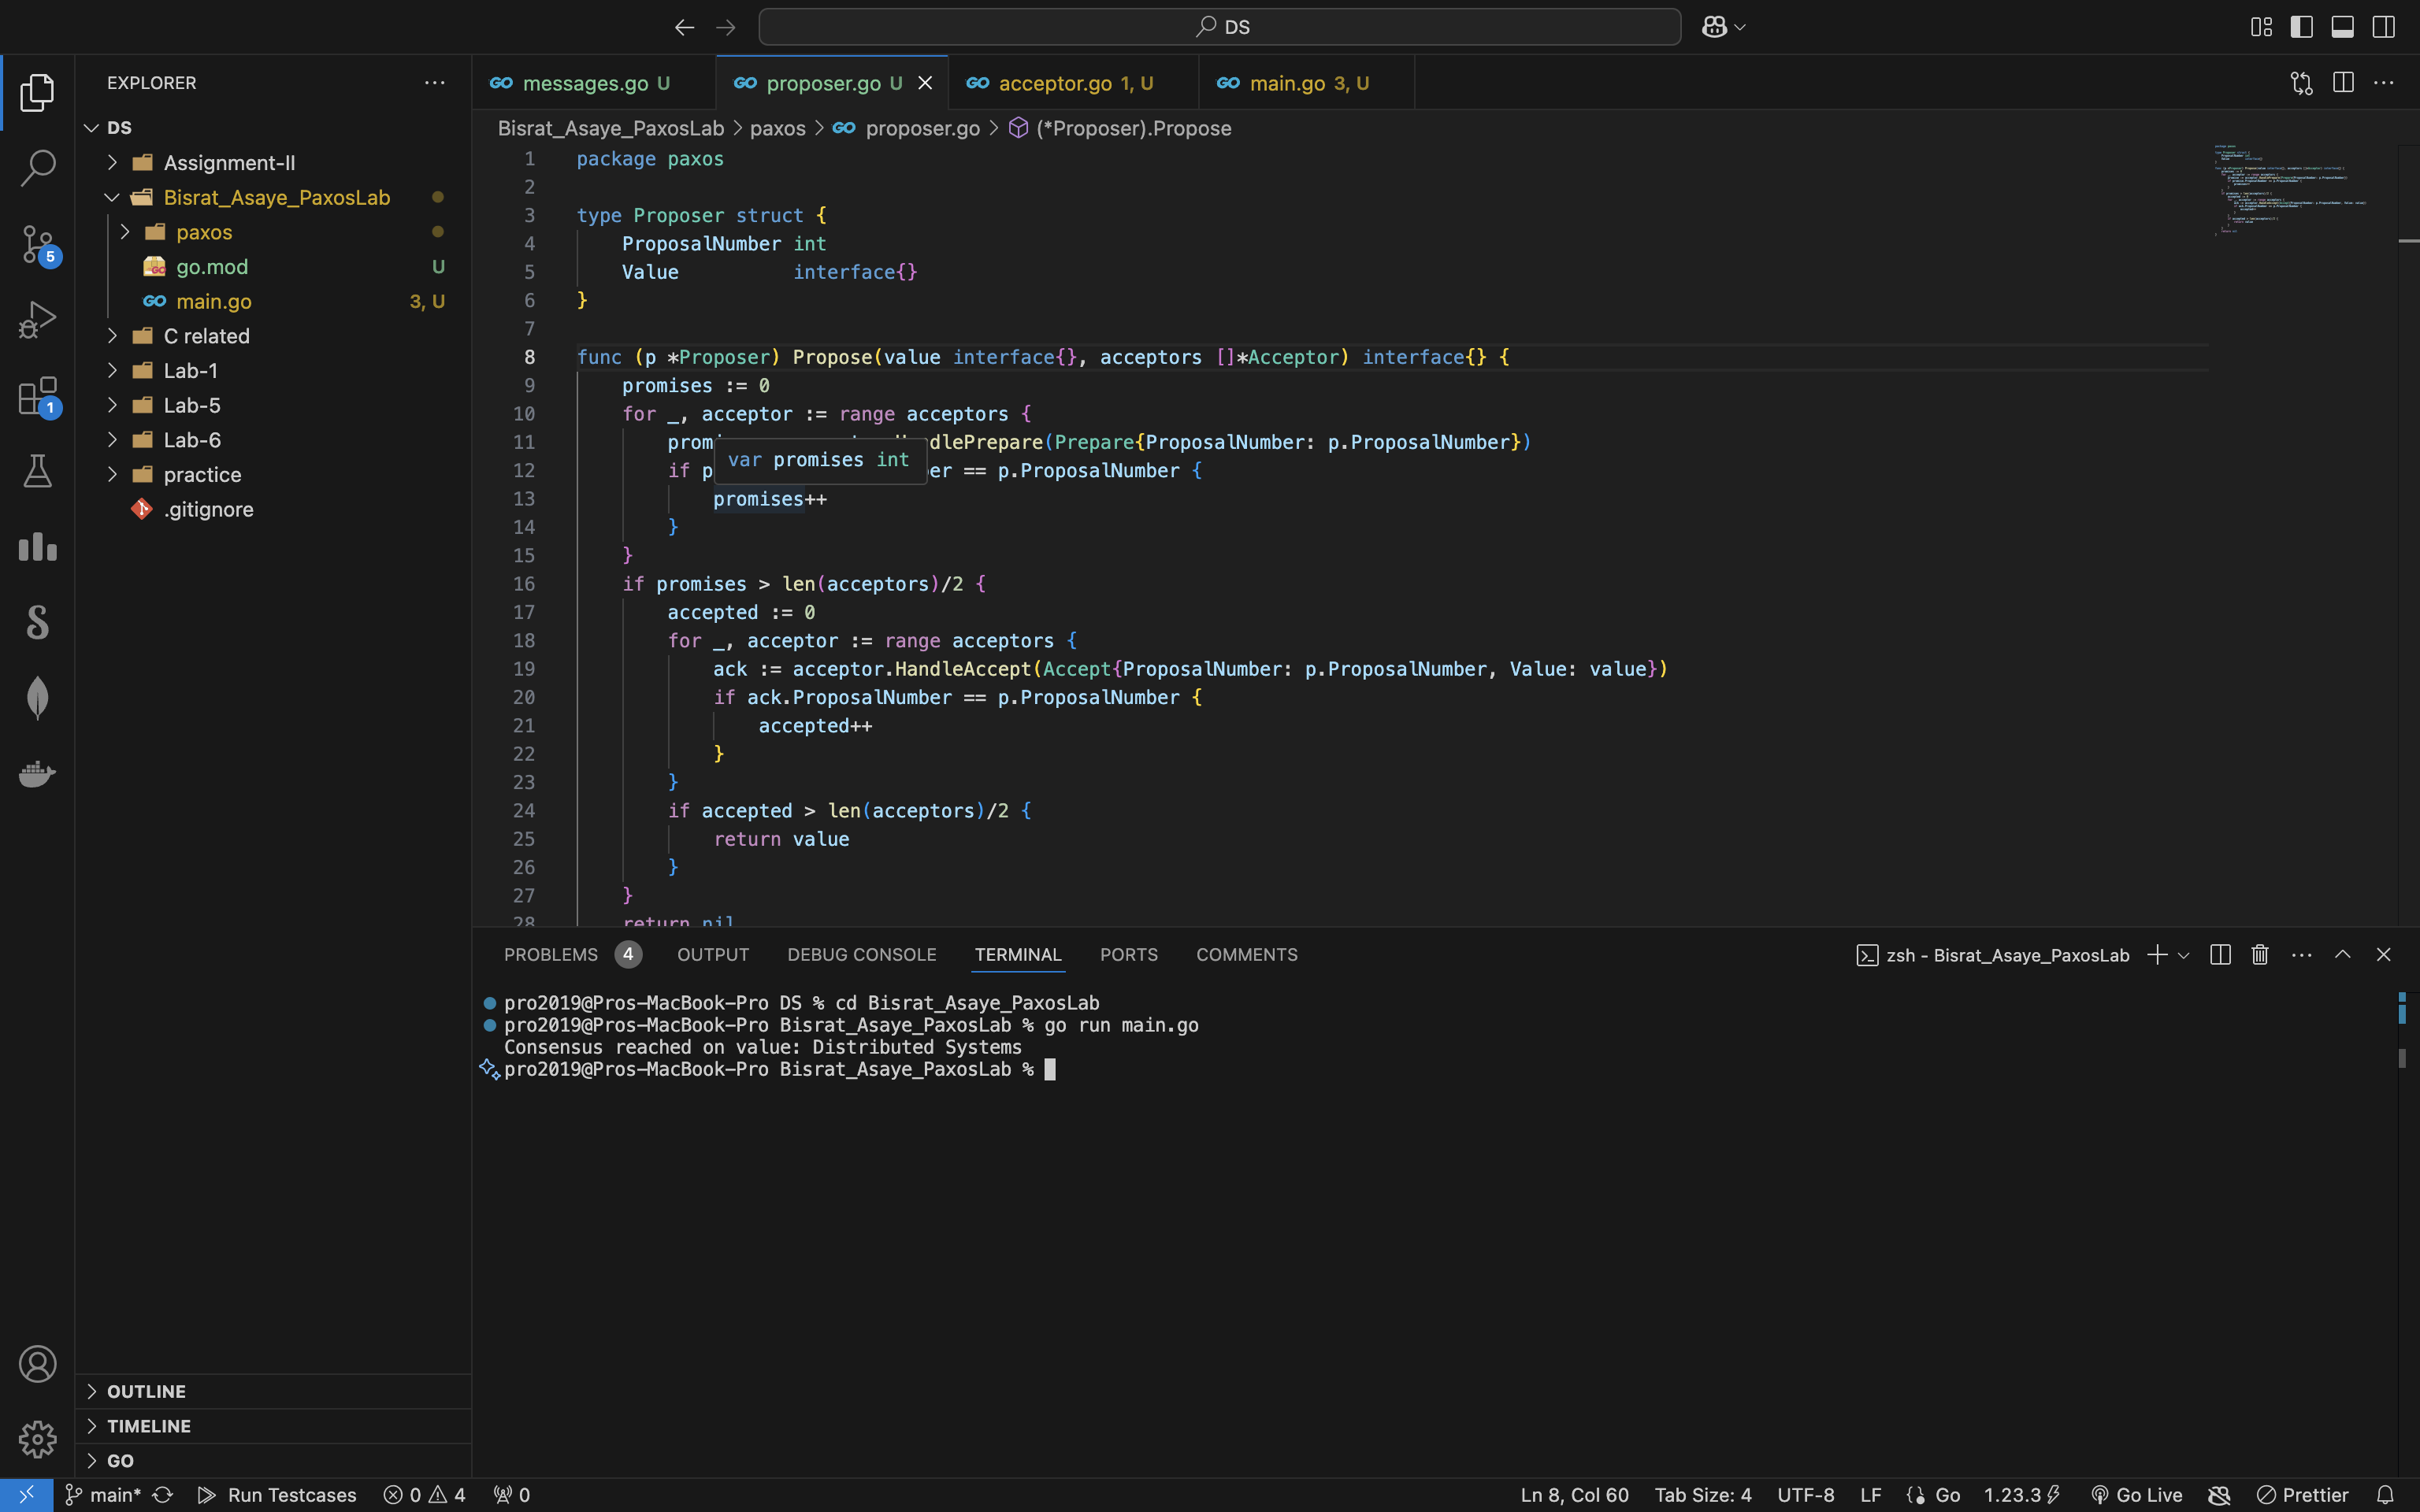 DS
EXPLORER
DS
Assignment-II
Bisrat_Asaye_PaxosLab
paxos
go.mod U
main.go 3, U
C related
Lab-1
Lab-5
Lab-6
practice
.gitignore
5
1
OUTLINE
TIMELINE
GO
messages.go U proposer.go U acceptor.go 1, U main.go 3, U
Bisrat_Asaye_PaxosLab > paxos > proposer.go > (*Proposer).Propose
1 package paxos
2
3 type Proposer struct {
4 ProposalNumber int
5 Value interface{}
6 }
7
8 func (p *Proposer) Propose(value interface{}, acceptors []*Acceptor) interface{} {
9 promises := 0
10 for _, acceptor := range acceptors {
11 prom dlePrepare(Prepare{ProposalNumber: p.ProposalNumber})
var promises int
12 if p er == p.ProposalNumber {
13 promises++
14 }
15 }
16 if promises > len(acceptors)/2 {
17 accepted := 0
18 for _, acceptor := range acceptors {
19 ack := acceptor.HandleAccept(Accept{ProposalNumber: p.ProposalNumber, Value: value})
20 if ack.ProposalNumber == p.ProposalNumber {
21 accepted++
22 }
23 }
24 if accepted > len(acceptors)/2 {
25 return value
26 }
27 }
28 return nil
PROBLEMS 4 OUTPUT DEBUG CONSOLE TERMINAL PORTS COMMENTS zsh - Bisrat_Asaye_PaxosLab
pro2019@Pros-MacBook-Pro DS % cd Bisrat_Asaye_PaxosLab
pro2019@Pros-MacBook-Pro Bisrat_Asaye_PaxosLab % go run main.go
Consensus reached on value: Distributed Systems
pro2019@Pros-MacBook-Pro Bisrat_Asaye_PaxosLab %
main* Run Testcases 0 4 0 Ln 8, Col 60 Tab Size: 4 UTF-8 LF Go 1.23.3 Go Live Prettier